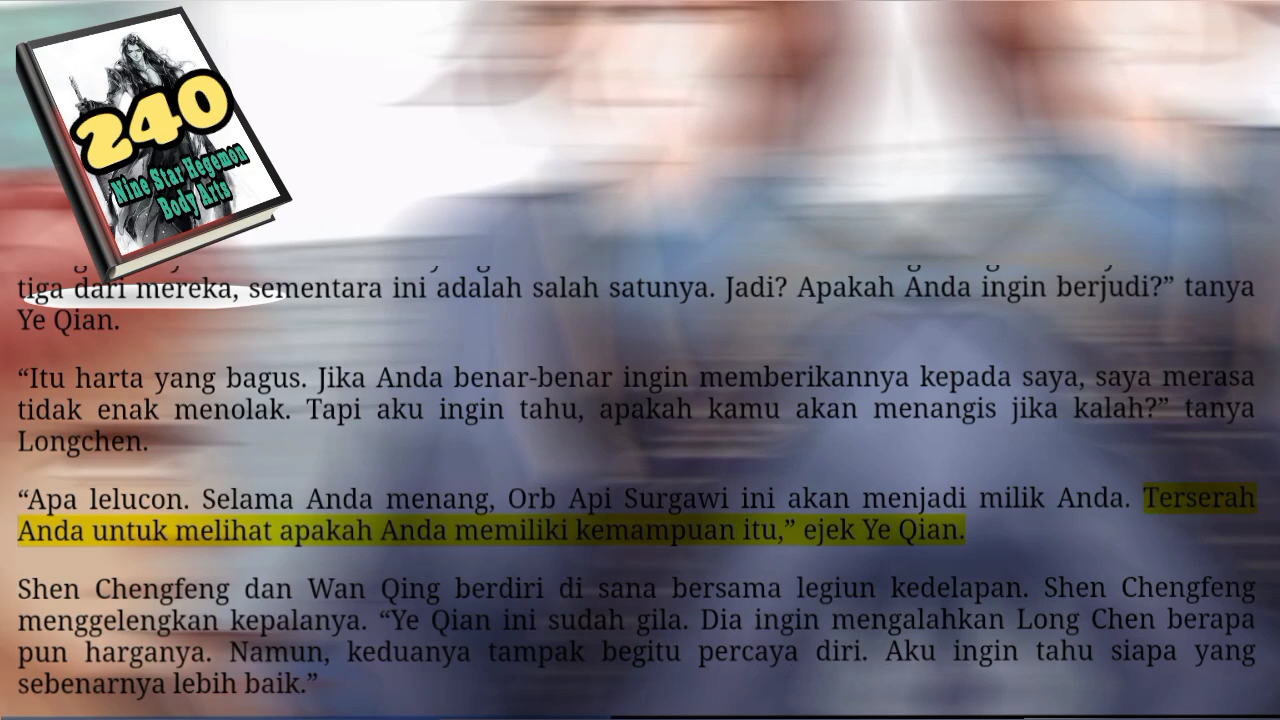 240
Nine Star Hegemon
Body Arts
tiga dari mereka, sementara ini adalah salah satunya. Jadi? Apakah Anda ingin berjudi?” tanya
Ye Qian.
“Itu harta yang bagus. Jika Anda benar-benar ingin memberikannya kepada saya, saya merasa
tidak enak menolak. Tapi aku ingin tahu, apakah kamu akan menangis jika kalah?” tanya
Longchen.
“Apa lelucon. Selama Anda menang, Orb Api Surgawi ini akan menjadi milik Anda. Terserah
Anda untuk melihat apakah Anda memiliki kemampuan itu,” ejek Ye Qian.
Shen Chengfeng dan Wan Qing berdiri di sana bersama legiun kedelapan. Shen Chengfeng
menggelengkan kepalanya. “Ye Qian ini sudah gila. Dia ingin mengalahkan Long Chen berapa
pun harganya. Namun, keduanya tampak begitu percaya diri. Aku ingin tahu siapa yang
sebenarnya lebih baik.”